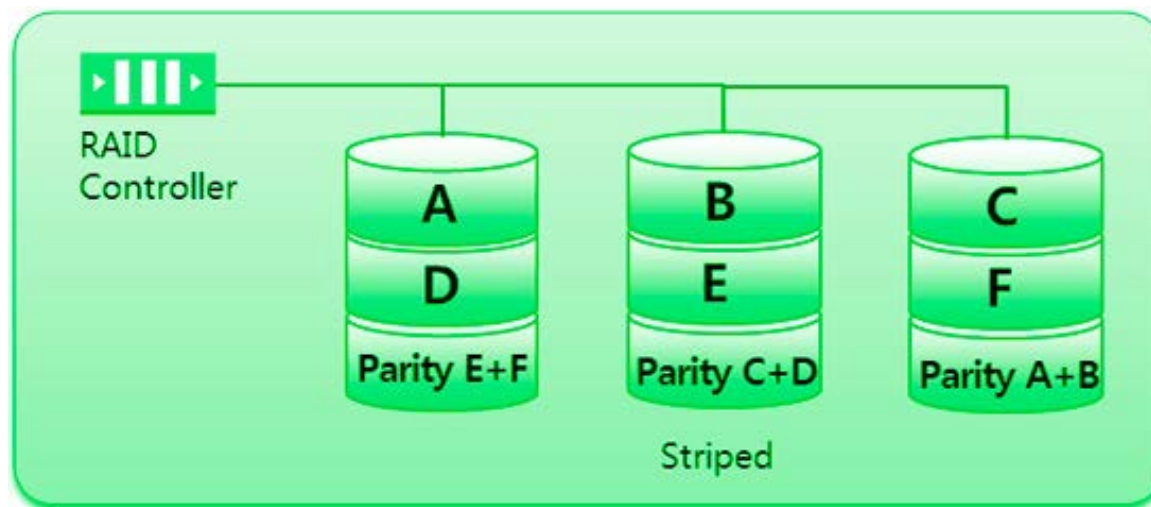 RAID
Controller
A
B
C
D
E
F
Parity E+F
Parity C+D
Parity A+B
Striped